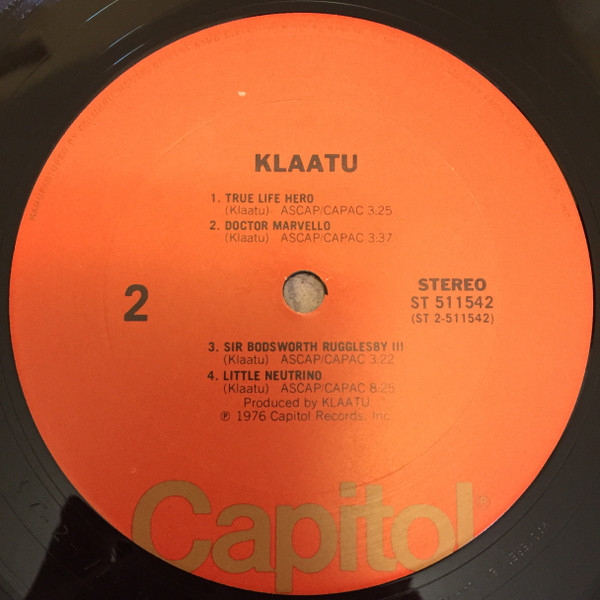 KLAATU
1. TRUE LIFE HERO
(Klaatu) ASCAP/CAPAC 3:25
2. DOCTOR MARVELLO
(Klaatu) ASCAP/CAPAC 3:37
2
STEREO
ST 511542
(ST 2-511542)
3. SIR BODSWORTH RUGGLESBY III
(Klaatu) ASCAP/CAPAC 3:22
4. LITTLE NEUTRINO
(Klaatu) ASCAP/CAPAC 8:25
Produced by KLAATU
℗ 1976 Capitol Records, Inc.
Capitol®